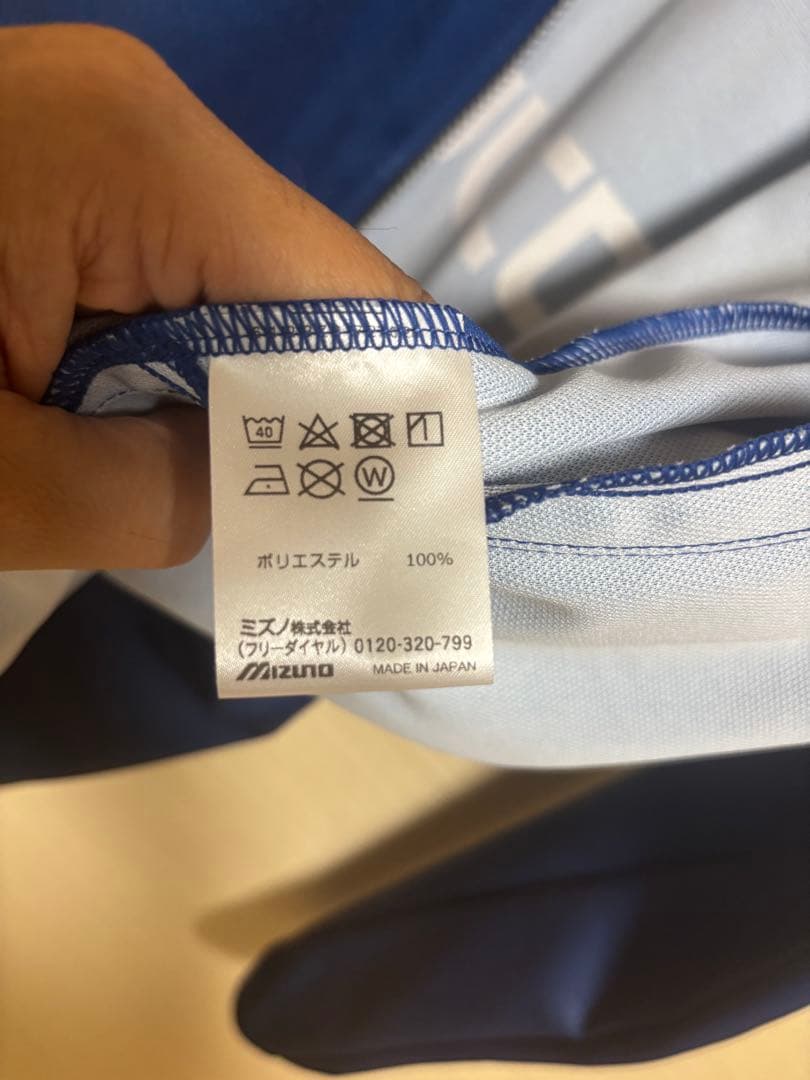 40
W
ポリエステル 100%
ミズノ株式会社
(フリーダイヤル) 0120-320-799
MIZUNO MADE IN JAPAN